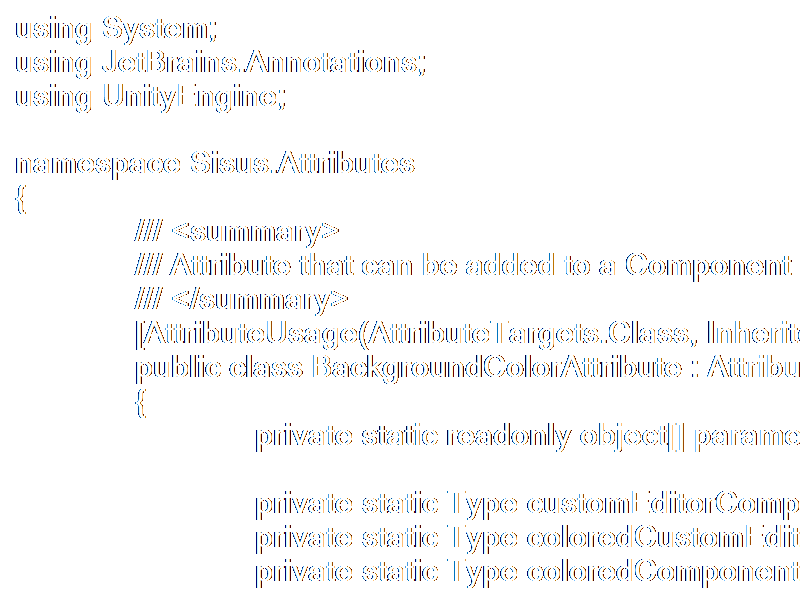 using System;
using JetBrains.Annotations;
using UnityEngine;

namespace Sisus.Attributes
{
/// <summary>
/// Attribute that can be added to a Component
/// </summary>
[AttributeUsage(AttributeTargets.Class, Inherite
public class BackgroundColorAttribute : Attribu
{
private static readonly object[] parame

private static Type customEditorComp
private static Type coloredCustomEdit
private static Type coloredComponent